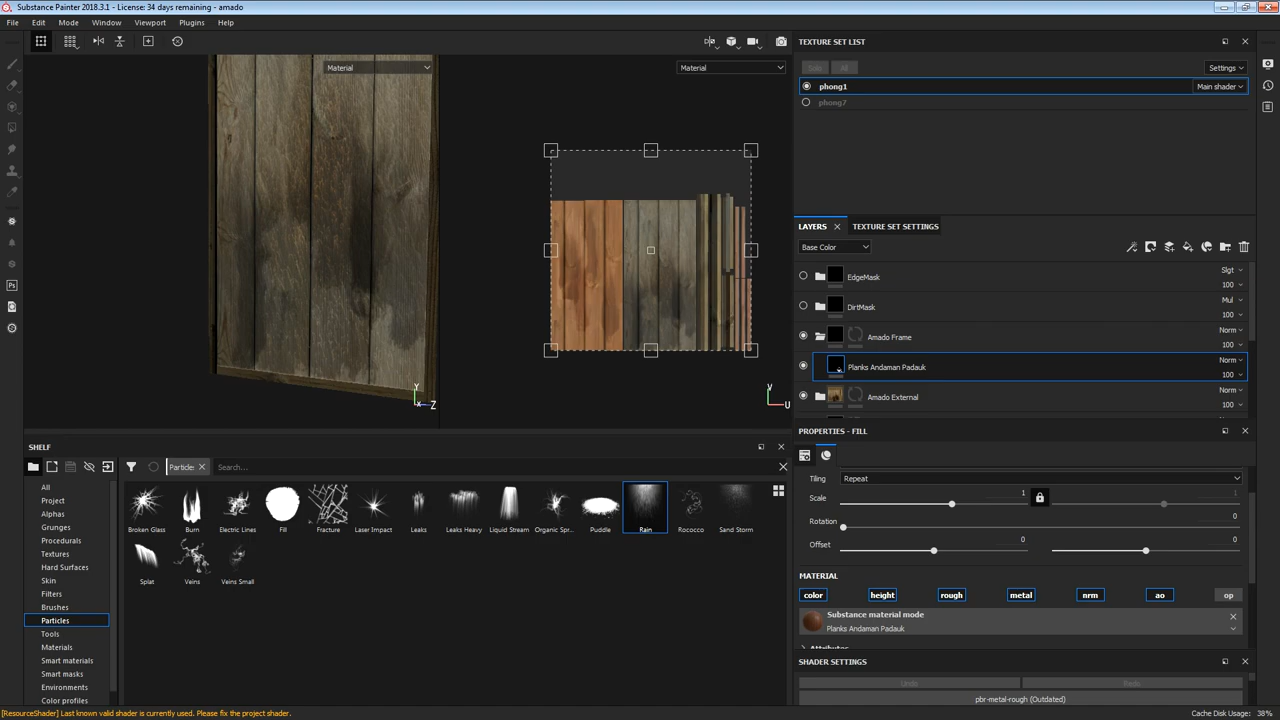 Substance Painter 2018.3.1 - License: 34 days remaining - amado
File Edit Mode Window Viewport Plugins Help
Material
Material
Y
Z
V
U
TEXTURE SET LIST
Solo All Settings
phong1 Main shader
phong7
LAYERS TEXTURE SET SETTINGS
Base Color
EdgeMask Slgt 100
DirtMask Mul 100
Amado Frame Norm 100
Planks Andaman Padauk Norm 100
Amado External Norm 100
PROPERTIES - FILL
Tiling Repeat
Scale 1 1
Rotation 0
Offset 0 0
MATERIAL
color height rough metal nrm ao op
Substance material mode
Planks Andaman Padauk
Attributes
SHADER SETTINGS
Undo Redo
pbr-metal-rough (Outdated)
SHELF
Particle Search...
All
Project
Alphas
Grunges
Procedurals
Textures
Hard Surfaces
Skin
Filters
Brushes
Particles
Tools
Materials
Smart materials
Smart masks
Environments
Color profiles
Broken Glass Burn Electric Lines Fill Fracture Laser Impact Leaks Leaks Heavy Liquid Stream Organic Spr... Puddle Rain Rococco Sand Storm
Splat Veins Veins Small
[ResourceShader] Last known valid shader is currently used. Please fix the project shader.
Cache Disk Usage: 38%